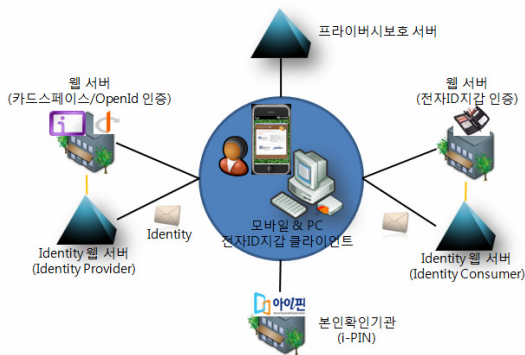 프라이버시보호 서버
웹 서버
(카드스페이스/OpenId 인증)
웹 서버
(전자ID지갑 인증)
모바일 & PC
전자ID지갑 클라이언트
Identity
Identity 웹 서버
(Identity Provider)
Identity 웹 서버
(Identity Consumer)
아이핀
본인확인기관
(i-PIN)